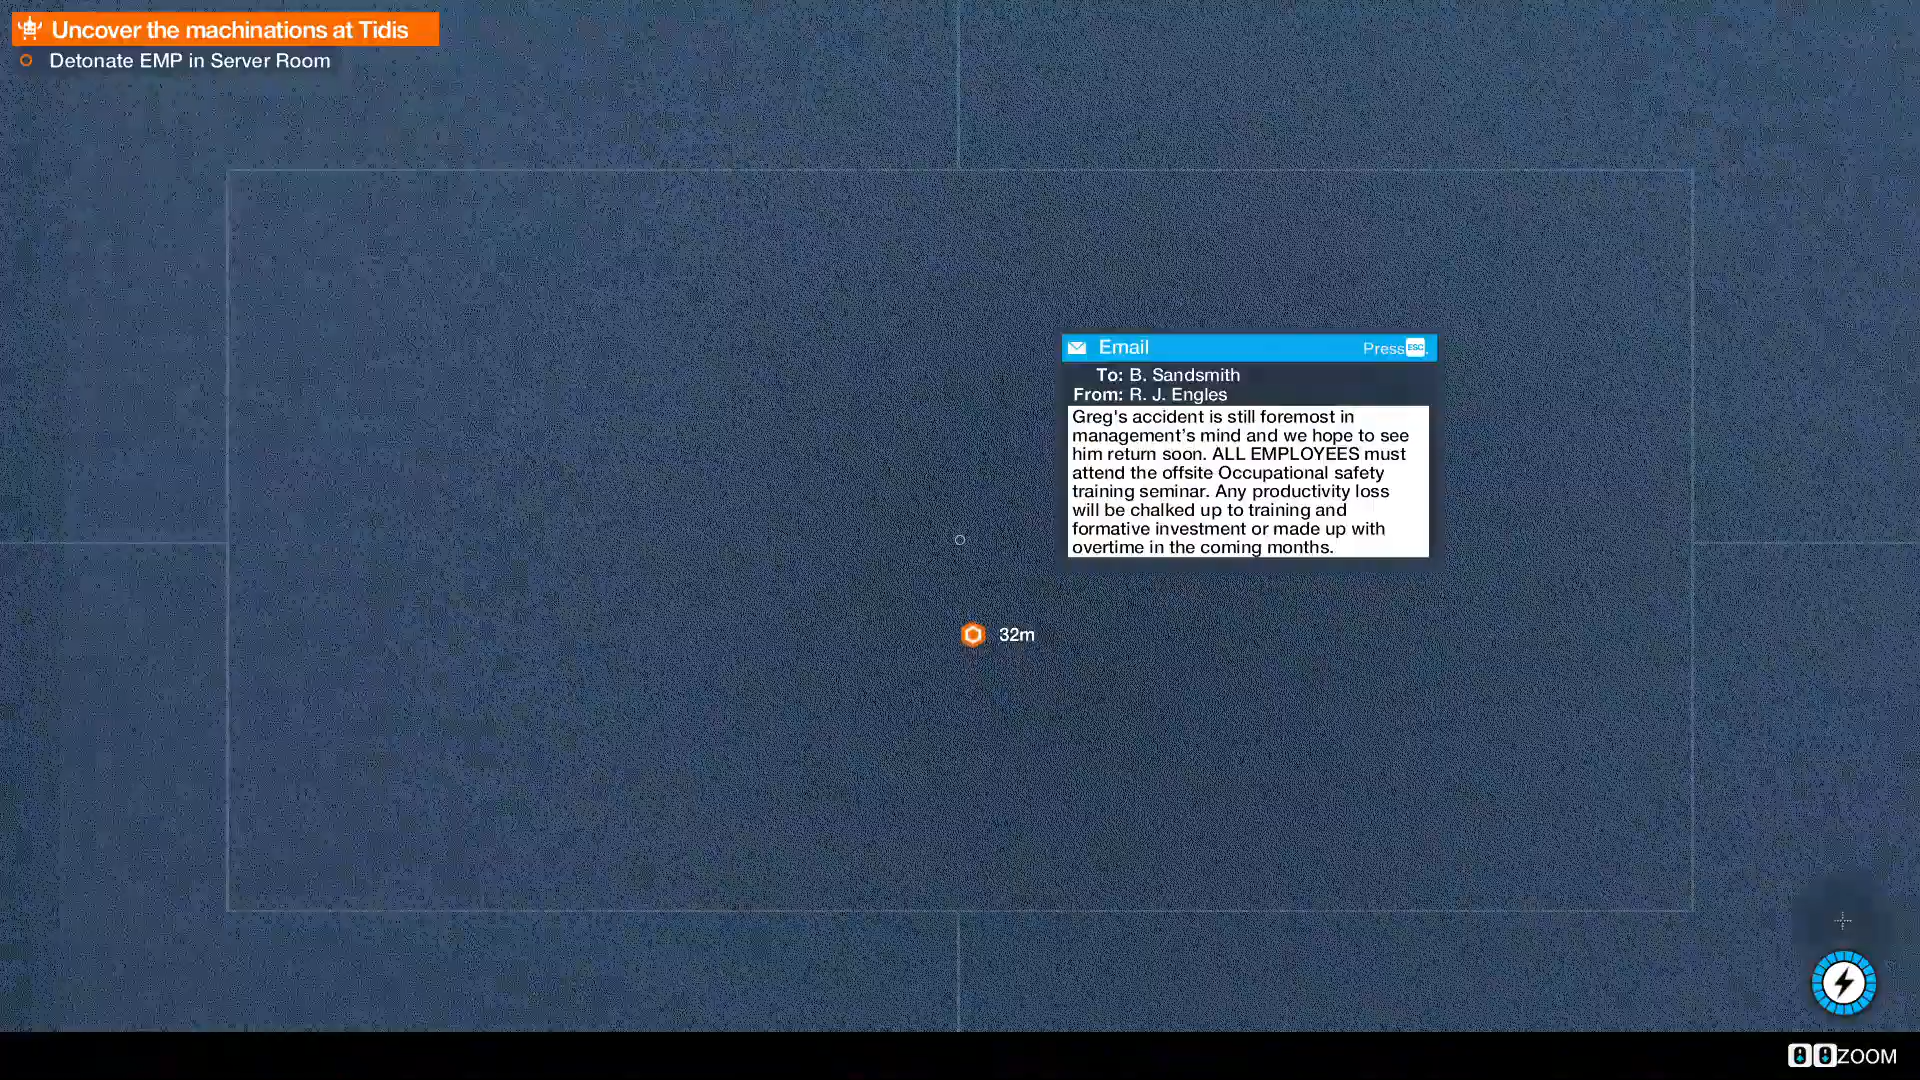 Uncover the machinations at Tidis
Detonate EMP in Server Room
Email
Press ESC.
To: B. Sandsmith
From: R. J. Engles
Greg's accident is still foremost in
management's mind and we hope to see
him return soon. ALL EMPLOYEES must
attend the offsite Occupational safety
training seminar. Any productivity loss
will be chalked up to training and
formative investment or made up with
overtime in the coming months.
32m
ZOOM